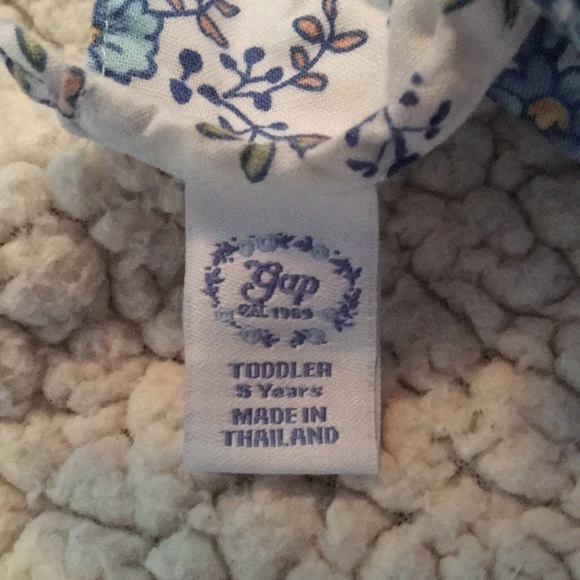 gap
est. 1969
TODDLER
5 Years
MADE IN
THAILAND